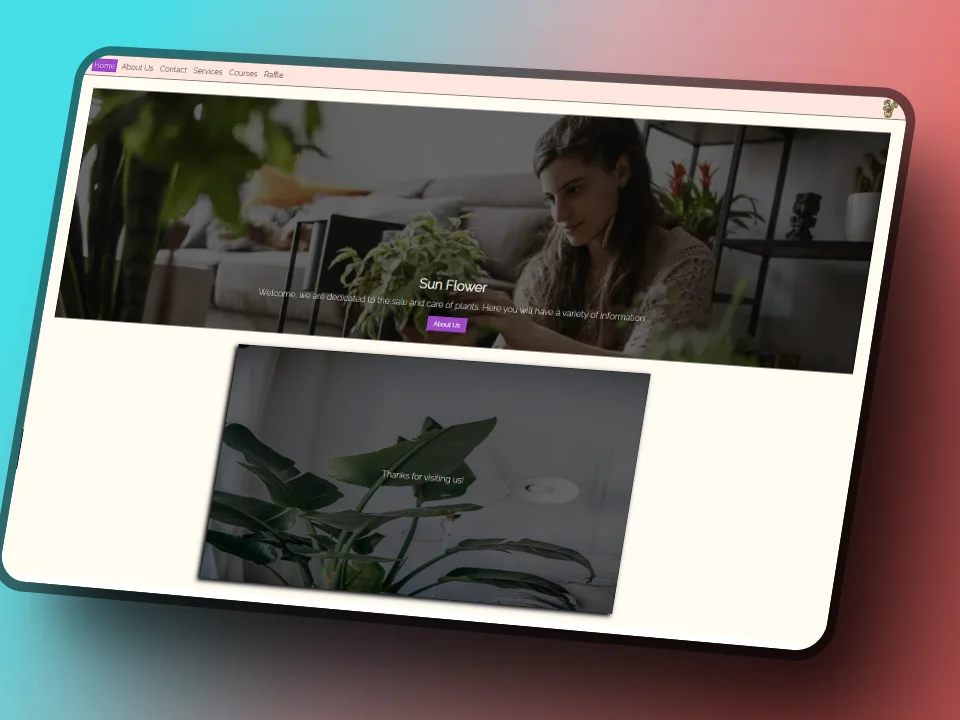 Home About Us Contact Services Courses Raffle
Sun Flower
Welcome, we are dedicated to the sale and care of plants. Here you will have a variety of information.
About Us
Thanks for visiting us!